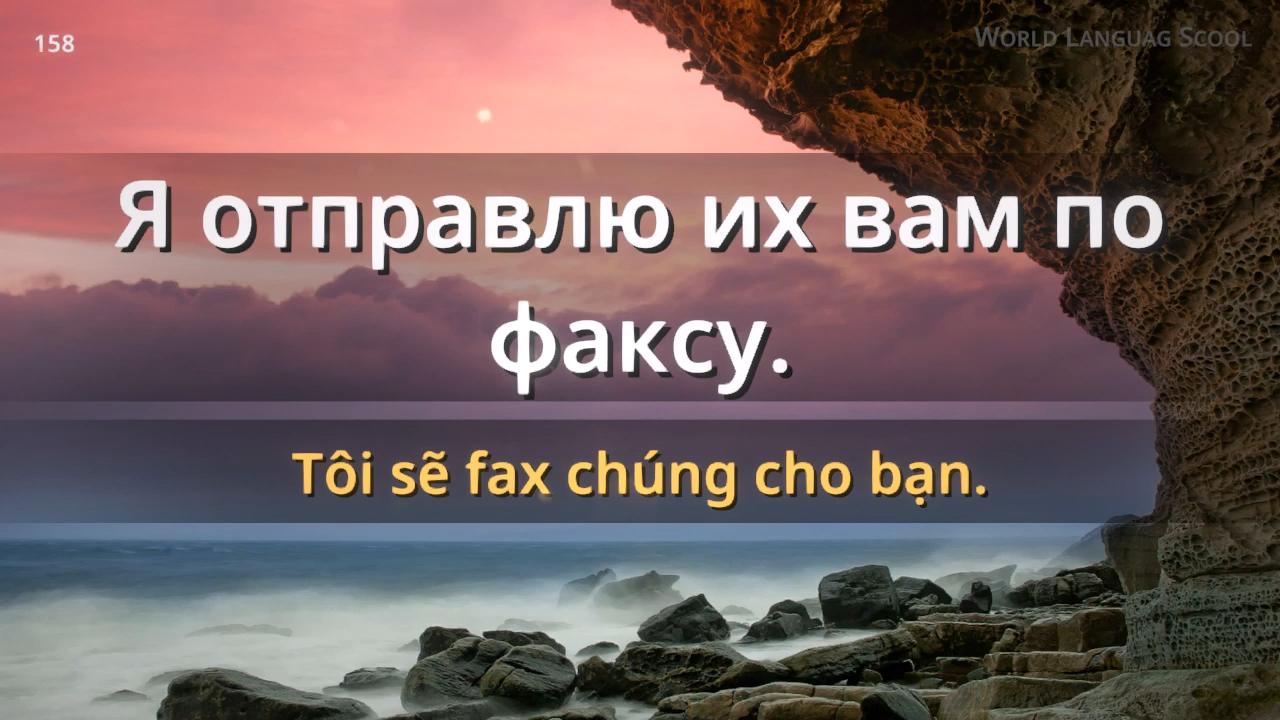 158
World Languag Scool
Я отправлю их вам по
факсу.
Tôi sẽ fax chúng cho bạn.